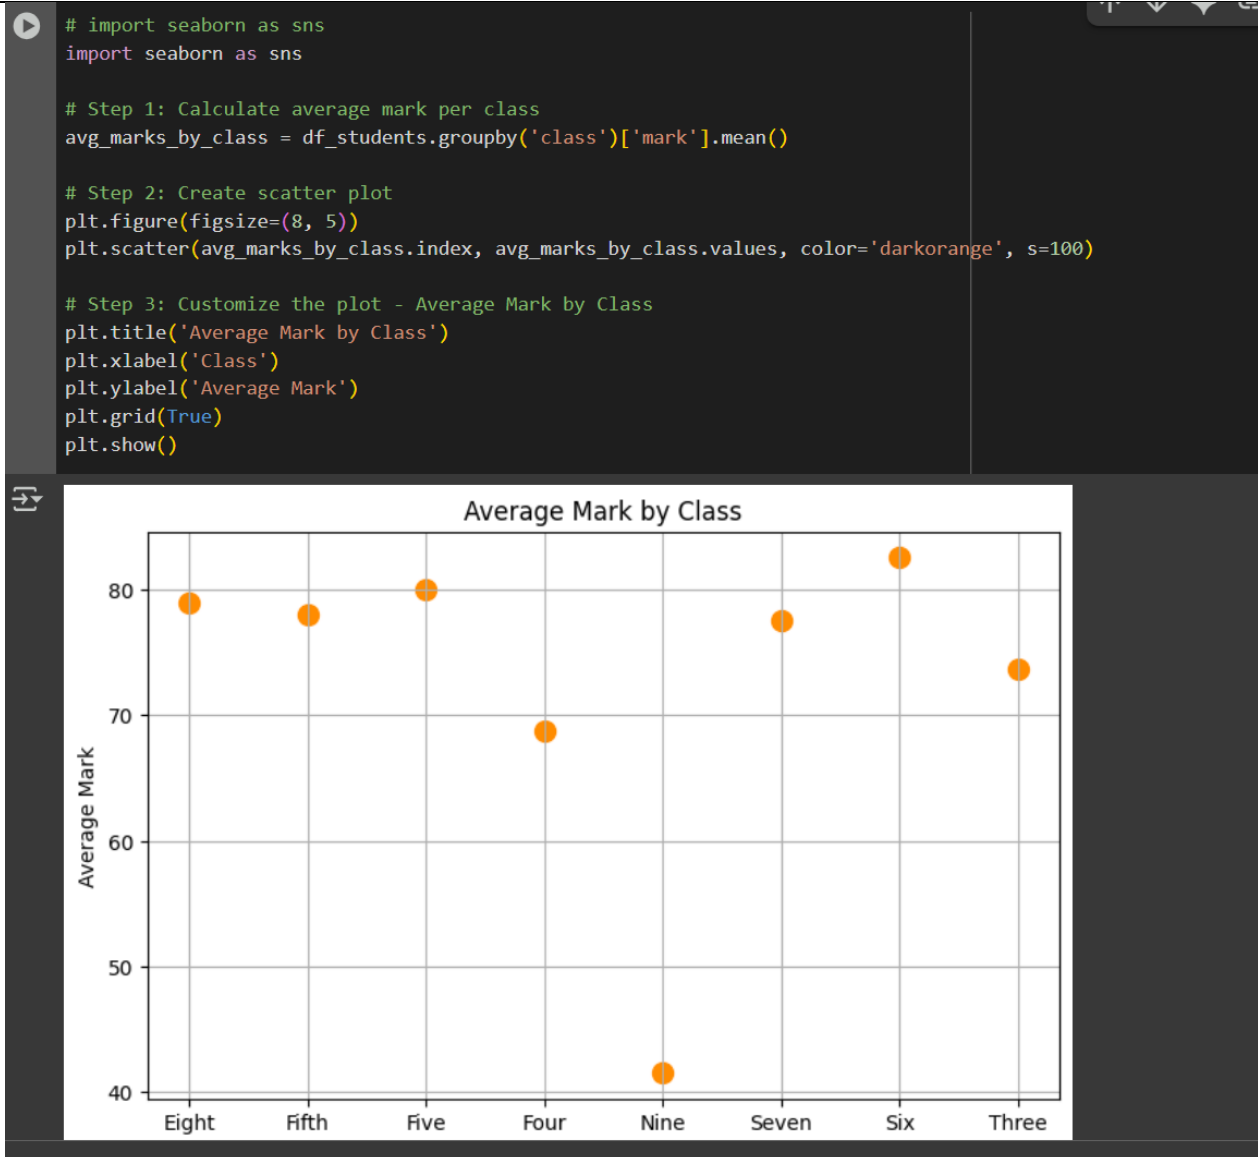 # import seaborn as sns
import seaborn as sns
# Step 1: Calculate average mark per class
avg_marks_by_class = df_students.groupby('class')['mark'].mean()
# Step 2: Create scatter plot
plt.figure(figsize=(8, 5))
plt.scatter(avg_marks_by_class.index, avg_marks_by_class.values, color='darkorange', s=100)
# Step 3: Customize the plot - Average Mark by Class
plt.title('Average Mark by Class')
plt.xlabel('Class')
plt.ylabel('Average Mark')
plt.grid(True)
plt.show()
Average Mark by Class
80
70
60
50
40
Average Mark
Eight Fifth Five Four Nine Seven Six Three